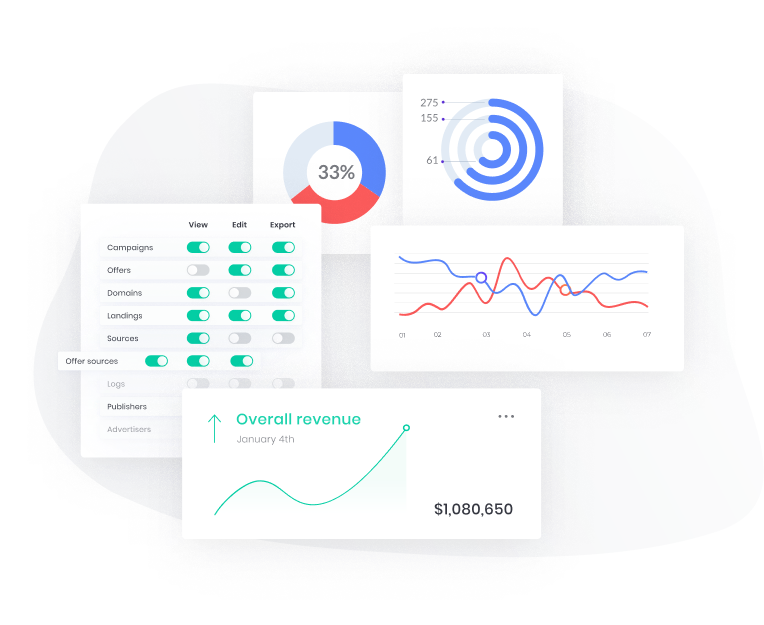 33%
275
155
61
View Edit Export
Campaigns
Offers
Domains
Landings
Sources
Offer sources
Logs
Publishers
Advertisers
01 02 03 04 05 06 07
Overall revenue
January 4th
$1,080,650